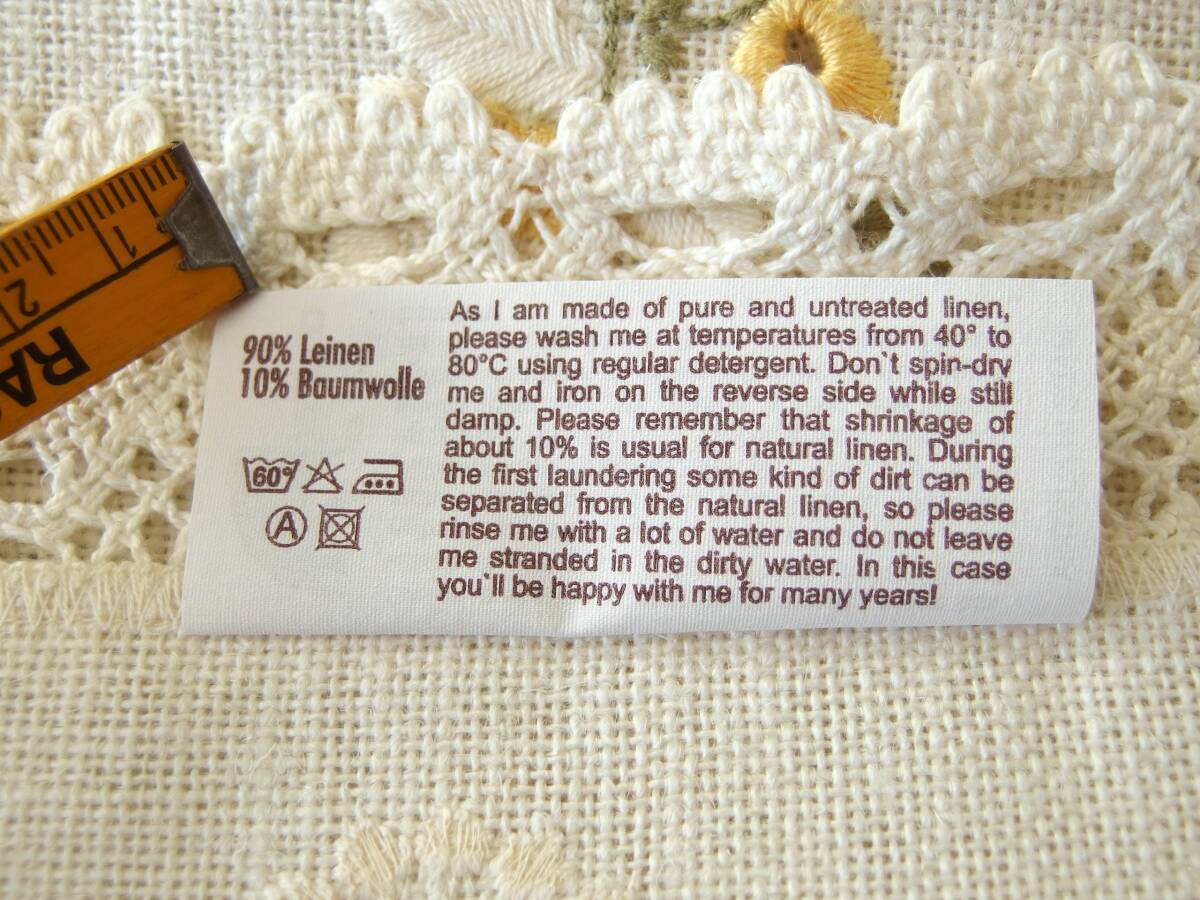 1
2
RA
90% Leinen
10% Baumwolle
60°
A
As I am made of pure and untreated linen,
please wash me at temperatures from 40° to
80°C using regular detergent. Don`t spin-dry
me and iron on the reverse side while still
damp. Please remember that shrinkage of
about 10% is usual for natural linen. During
the first laundering some kind of dirt can be
separated from the natural linen, so please
rinse me with a lot of water and do not leave
me stranded in the dirty water. In this case
you`ll be happy with me for many years!